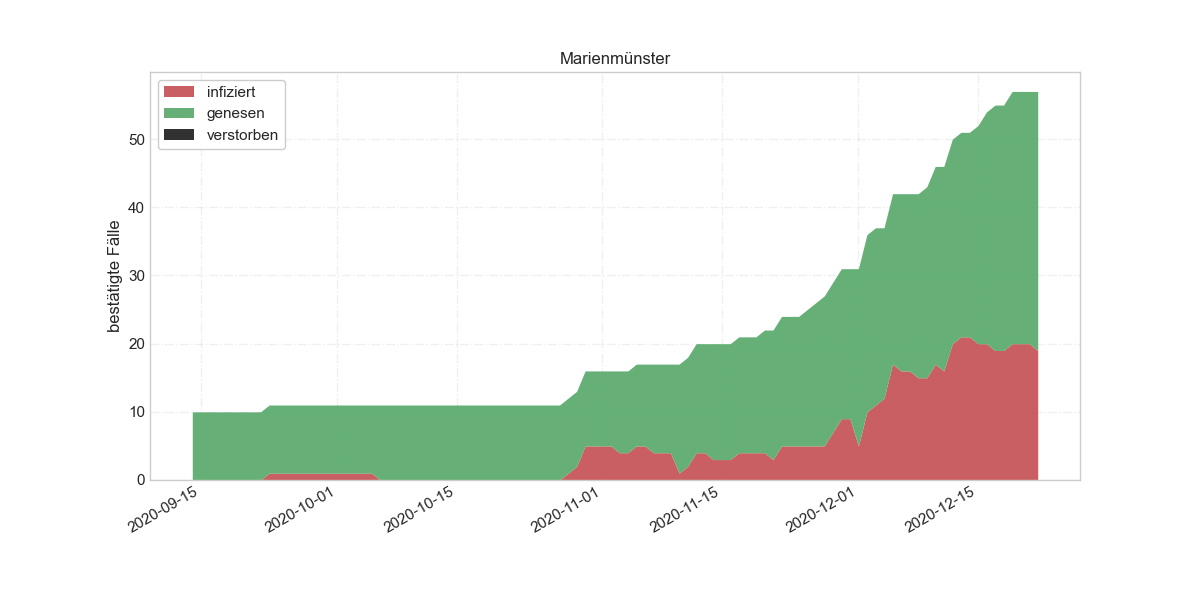 Marienmünster
infiziert
genesen
verstorben
bestätigte Fälle
50
40
30
20
10
0
2020-09-15
2020-10-01
2020-10-15
2020-11-01
2020-11-15
2020-12-01
2020-12-15